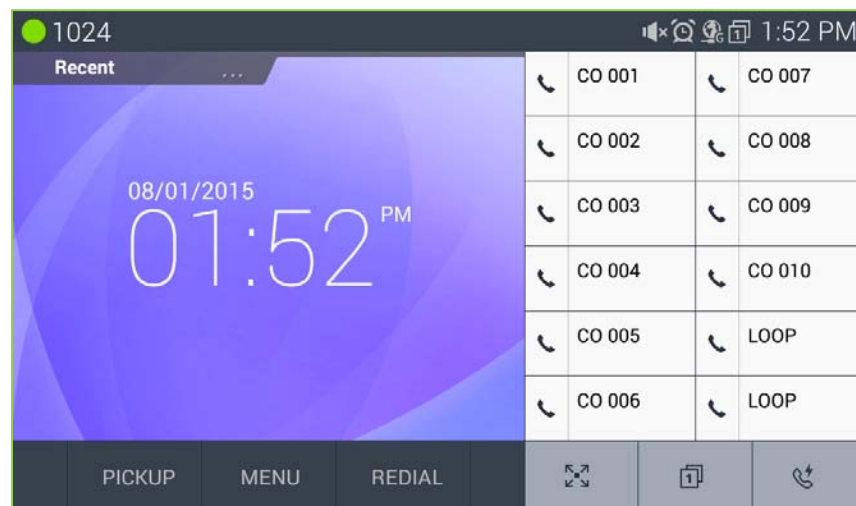 1024
1:52 PM
Recent ...
08/01/2015
01:52 PM
CO 001
CO 007
CO 002
CO 008
CO 003
CO 009
CO 004
CO 010
CO 005
LOOP
CO 006
LOOP
PICKUP MENU REDIAL
1